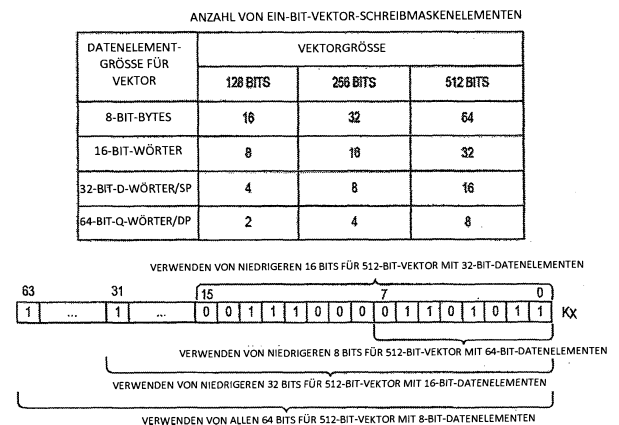 ANZAHL VON EIN-BIT-VEKTOR-SCHREIBMASKENELEMENTEN
DATENELEMENT-
GRÖSSE FÜR
VEKTOR
VEKTORGRÖSSE
128 BITS 256 BITS 512 BITS
8-BIT-BYTES 16 32 64
16-BIT-WÖRTER 8 16 32
32-BIT-D-WÖRTER/SP 4 8 16
64-BIT-Q-WÖRTER/DP 2 4 8
VERWENDEN VON NIEDRIGEREN 16 BITS FÜR 512-BIT-VEKTOR MIT 32-BIT-DATENELEMENTEN
63 31 15 7 0
1 ... 1 ... 0 0 1 1 1 0 0 0 0 1 1 0 1 0 1 1 Kx
VERWENDEN VON NIEDRIGEREN 8 BITS FÜR 512-BIT-VEKTOR MIT 64-BIT-DATENELEMENTEN
VERWENDEN VON NIEDRIGEREN 32 BITS FÜR 512-BIT-VEKTOR MIT 16-BIT-DATENELEMENTEN
VERWENDEN VON ALLEN 64 BITS FÜR 512-BIT-VEKTOR MIT 8-BIT-DATENELEMENTEN